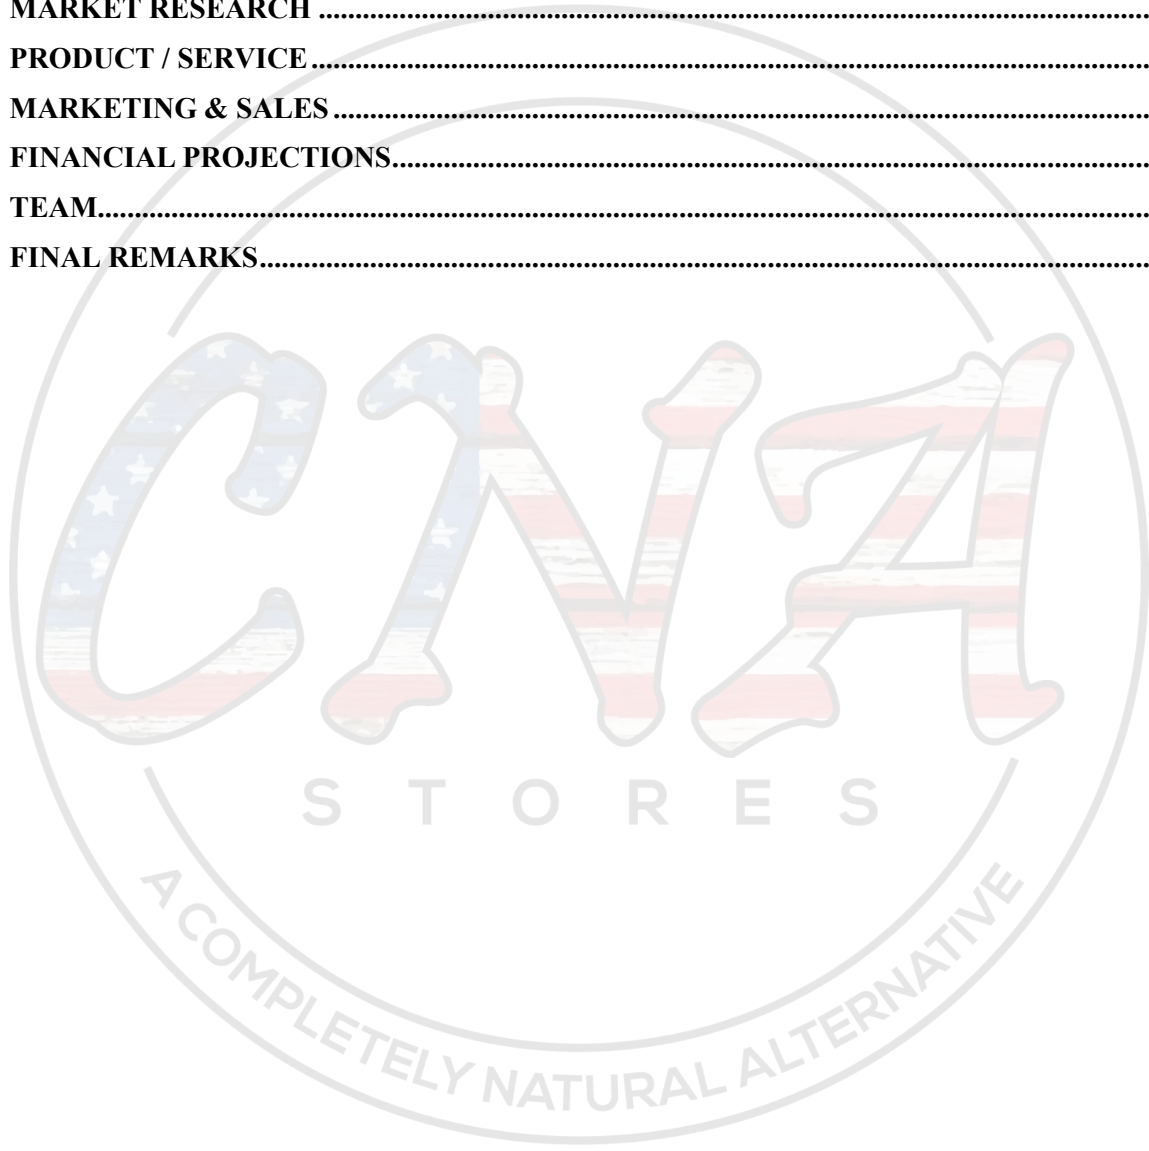 MARKET RESEARCH ........................................................................................................................
PRODUCT / SERVICE ........................................................................................................................
MARKETING & SALES ........................................................................................................................
FINANCIAL PROJECTIONS........................................................................................................................
TEAM........................................................................................................................
FINAL REMARKS........................................................................................................................
CNA
STORES
A COMPLETELY NATURAL ALTERNATIVE